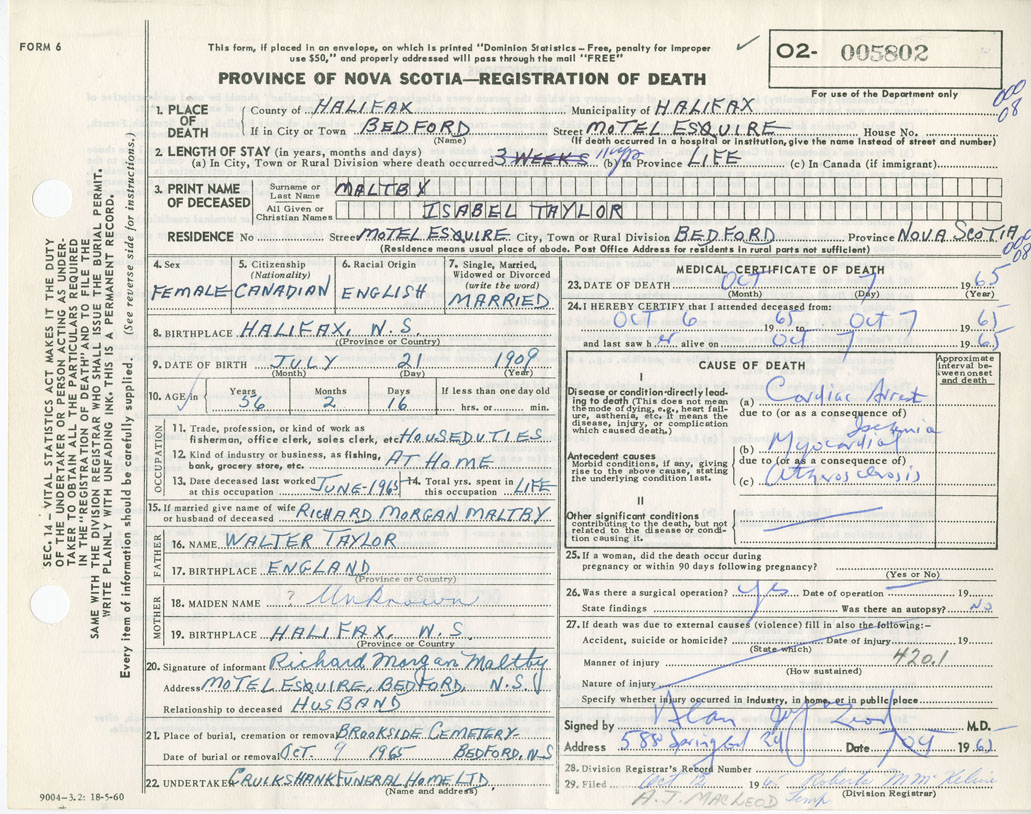 FORM 6
This form, if placed in an envelope, on which is printed "Dominion Statistics – Free, penalty for improper
use $50," and properly addressed will pass through the mail "FREE"
02- 005802
PROVINCE OF NOVA SCOTIA—REGISTRATION OF DEATH
For use of the Department only
000
08
1. PLACE OF DEATH
County of HALIFAX Municipality of HALIFAX
If in City or Town BEDFORD Street MOTEL ESQUIRE House No.
(Name) (If death occurred in a hospital or institution, give the name instead of street and number)
2. LENGTH OF STAY (in years, months and days)
(a) In City, Town or Rural Division where death occurred 3 WEEKS (b) In Province LIFE (c) In Canada (if immigrant)
3. PRINT NAME OF DECEASED
Surname or Last Name MALTBY
All Given or Christian Names ISABEL TAYLOR
RESIDENCE No Street MOTEL ESQUIRE City, Town or Rural Division BEDFORD Province NOVA SCOTIA
000
08
(Residence means usual place of abode. Post Office Address for residents in rural parts not sufficient)
4. Sex
FEMALE
5. Citizenship
(Nationality)
CANADIAN
6. Racial Origin
ENGLISH
7. Single, Married,
Widowed or Divorced
(write the word)
MARRIED
8. BIRTHPLACE HALIFAX, N.S.
(Province or Country)
9. DATE OF BIRTH JULY 21 1909
(Month) (Day) (Year)
10. AGE in
Years 56
Months 2
Days 16
If less than one day old
hrs. or min.
OCCUPATION
11. Trade, profession, or kind of work as
fisherman, office clerk, sales clerk, etc. HOUSEDUTIES
12. Kind of industry or business, as fishing,
bank, grocery store, etc. AT HOME
13. Date deceased last worked
at this occupation JUNE-1965
14. Total yrs. spent in
this occupation LIFE
15. If married give name of wife
or husband of deceased RICHARD MORGAN MALTBY
FATHER
16. NAME WALTER TAYLOR
17. BIRTHPLACE ENGLAND
(Province or Country)
MOTHER
18. MAIDEN NAME ? Unknown
19. BIRTHPLACE HALIFAX, N.S.
(Province or Country)
20. Signature of informant Richard Morgan Maltby
Address MOTEL ESQUIRE, BEDFORD, N.S.
Relationship to deceased HUSBAND
21. Place of burial, cremation or removal BROOKSIDE CEMETERY-
Date of burial or removal OCT. 9 1965 BEDFORD, N.S
22. UNDERTAKER CRUIKSHANK FUNERAL HOME LTD.
(Name and address)
9004–3.2: 18-5-60
MEDICAL CERTIFICATE OF DEATH
23. DATE OF DEATH OCT 7 1965
(Month) (Day) (Year)
24. I HEREBY CERTIFY that I attended deceased from:
OCT 6 1965 to OCT 7 1965
and last saw her alive on OCT 7 1965
CAUSE OF DEATH
Approximate
interval between onset
and death
I
Disease or condition directly leading to death (This does not mean
the mode of dying, e.g., heart failure, asthenia, etc. It means the
disease, injury, or complication
which caused death).
(a) Cardiac Arrest
due to (or as a consequence of)
Antecedent causes
Morbid conditions, if any, giving
rise to the above cause, stating
the underlying condition last.
(b) Myocardial Ischemia
due to (or as a consequence of)
(c) Atherosclerosis
II
Other significant conditions
contributing to the death, but not
related to the disease or condition causing it.
25. If a woman, did the death occur during
pregnancy or within 90 days following pregnancy?
(Yes or No)
26. Was there a surgical operation? yes Date of operation 19
State findings Was there an autopsy? No
27. If death was due to external causes (violence) fill in also the following:–
Accident, suicide or homicide? Date of injury 19
(State which)
420.1
Manner of injury
(How sustained)
Nature of injury
Specify whether injury occurred in industry, in home or in public place
Signed by Alan M.D.
Address 588 Date 7 Oct 1965
28. Division Registrar's Record Number
29. Filed Oct 19
(Division Registrar)
A. J. MACLEOD Temp
SEC. 14 – VITAL STATISTICS ACT MAKES IT THE DUTY
OF THE UNDERTAKER OR PERSON ACTING AS UNDERTAKER TO OBTAIN ALL THE PARTICULARS REQUIRED
IN THE "REGISTRATION OF DEATH" AND TO FILE THE
SAME WITH THE DIVISION REGISTRAR WHO SHALL ISSUE THE BURIAL PERMIT.
WRITE PLAINLY WITH UNFADING INK. THIS IS A PERMANENT RECORD.
Every item of information should be carefully supplied. (See reverse side for instructions.)